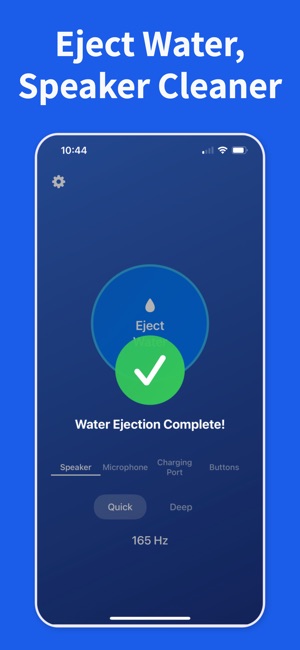 Eject Water,
Speaker Cleaner
10:44
Eject
Water Ejection Complete!
Speaker Microphone Charging Port Buttons
Quick Deep
165 Hz